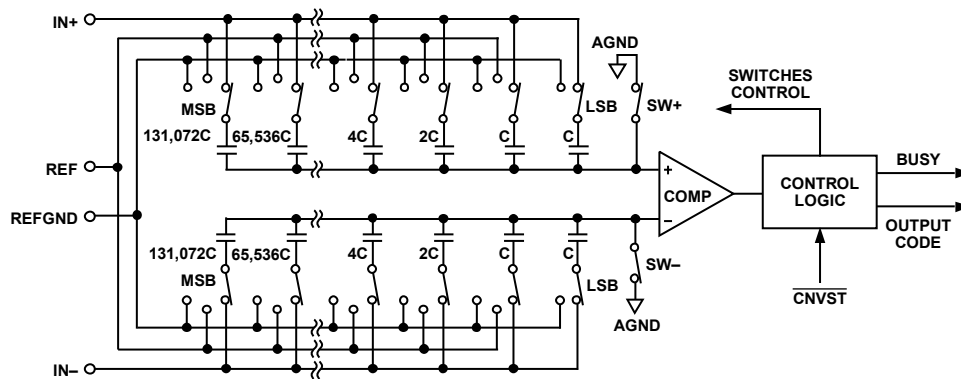 IN+
AGND
SWITCHES
CONTROL
MSB
LSB
SW+
131,072C
65,536C
4C
2C
C
C
BUSY
REF
+
COMP
CONTROL
LOGIC
REFGND
–
OUTPUT
CODE
131,072C
65,536C
4C
2C
C
C
SW–
MSB
LSB
CNVST
AGND
IN–